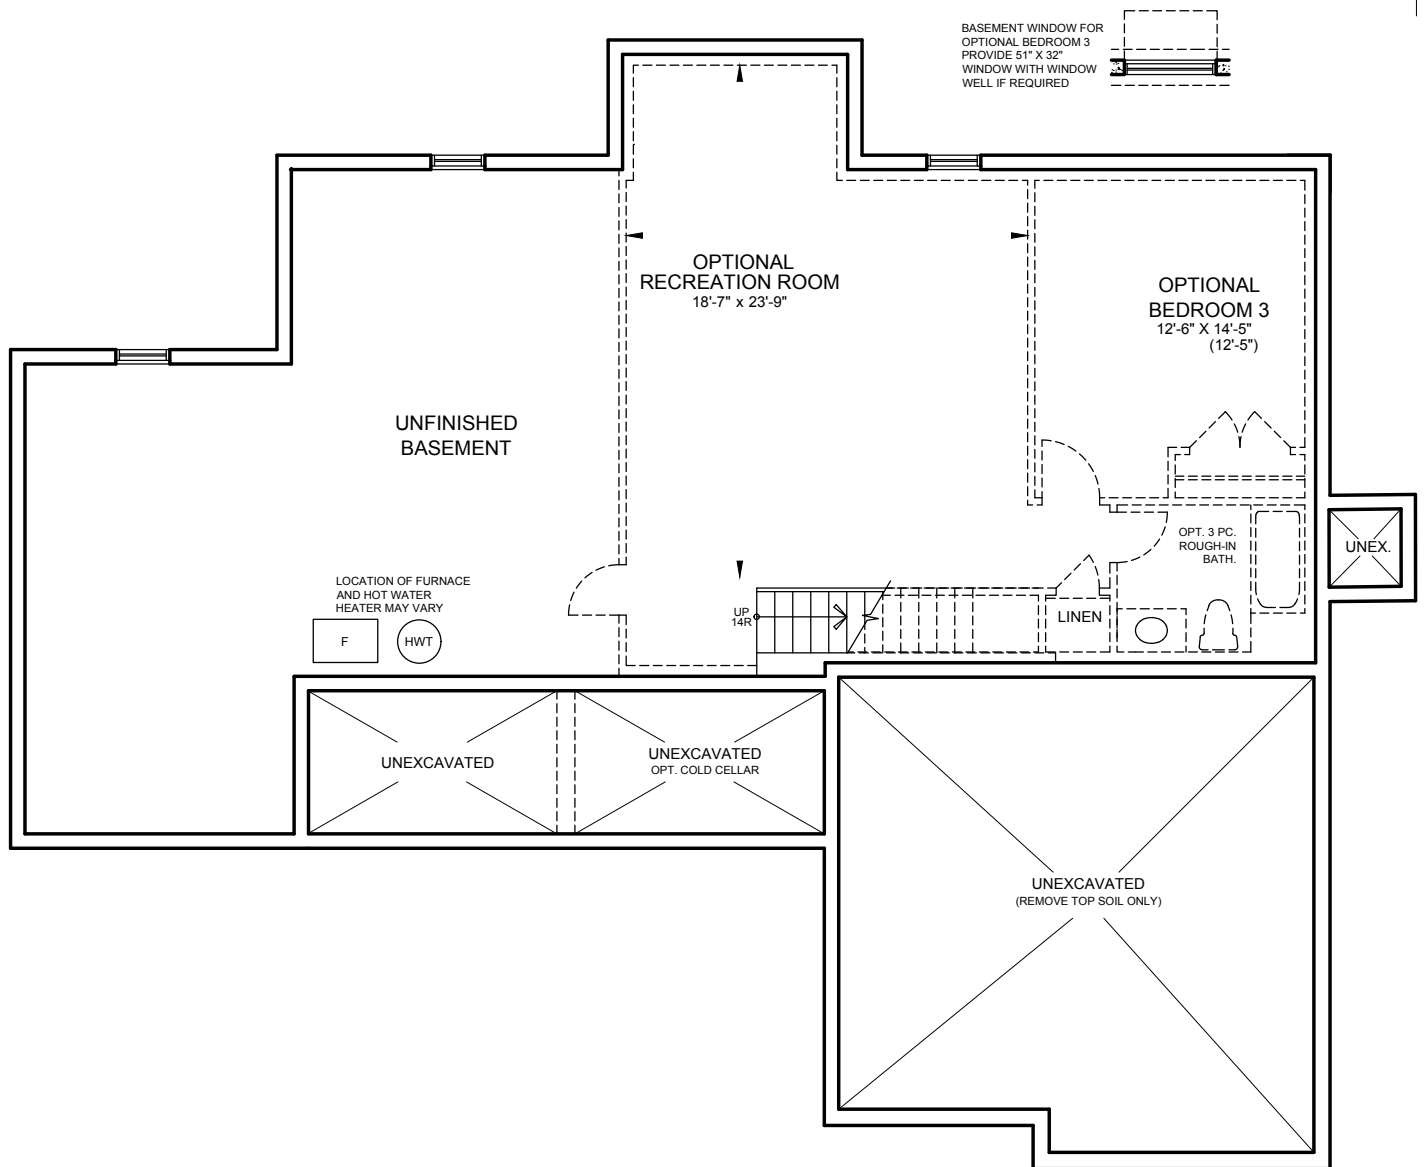 BASEMENT WINDOW FOR
OPTIONAL BEDROOM 3
PROVIDE 51" X 32"
WINDOW WITH WINDOW
WELL IF REQUIRED
OPTIONAL
RECREATION ROOM
18'-7" x 23'-9"
OPTIONAL
BEDROOM 3
12'-6" X 14'-5"
(12'-5")
UNFINISHED
BASEMENT
OPT. 3 PC.
ROUGH-IN
BATH.
UNEX.
LOCATION OF FURNACE
AND HOT WATER
HEATER MAY VARY
F
HWT
UP
14R
LINEN
UNEXCAVATED
UNEXCAVATED
OPT. COLD CELLAR
UNEXCAVATED
(REMOVE TOP SOIL ONLY)